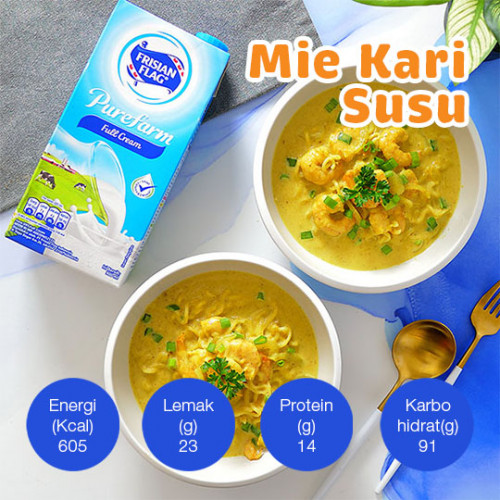 Mie Kari
Susu
FRISIAN
FLAG
Purefarm
Full Cream
Energi
(Kcal)
605
Lemak
(g)
23
Protein
(g)
14
Karbo
hidrat(g)
91